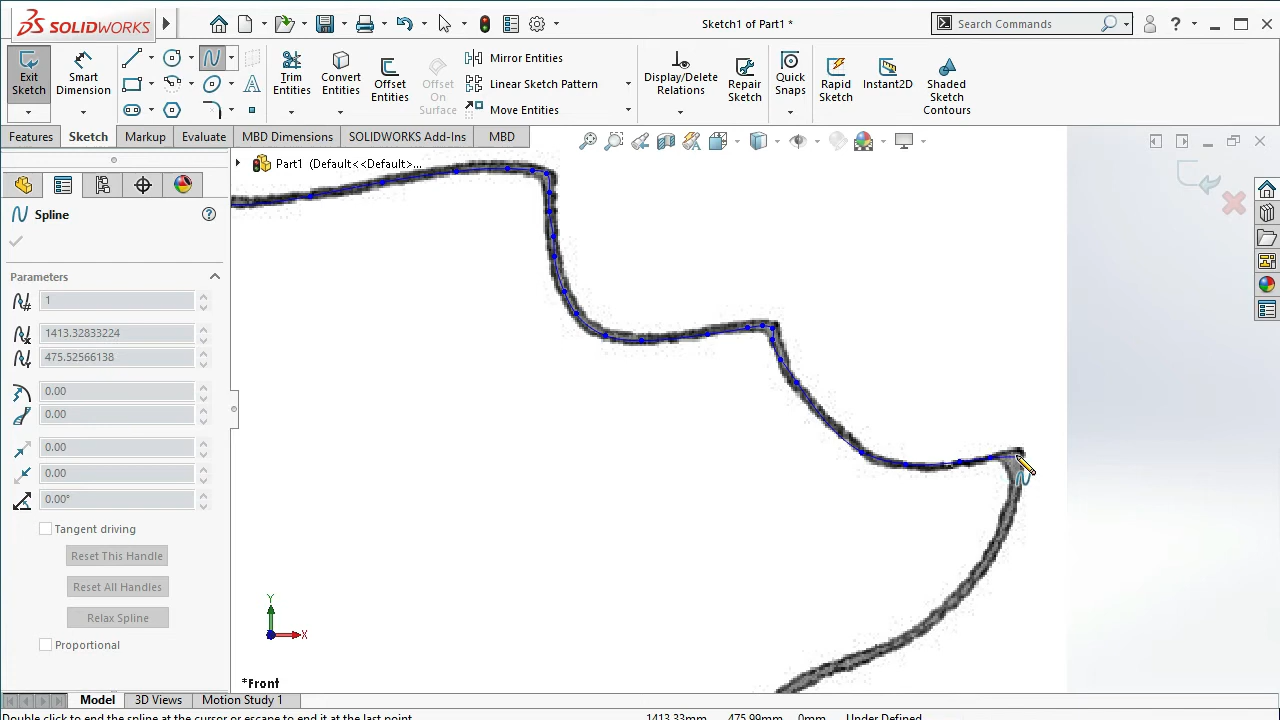 SOLIDWORKS
Sketch1 of Part1 *
Search Commands
?
Exit Sketch
Smart Dimension
Trim Entities
Convert Entities
Offset Entities
Offset On Surface
Mirror Entities
Linear Sketch Pattern
Move Entities
Display/Delete Relations
Repair Sketch
Quick Snaps
Rapid Sketch
Instant2D
Shaded Sketch Contours
Features
Sketch
Markup
Evaluate
MBD Dimensions
SOLIDWORKS Add-Ins
MBD
Part1 (Default<<Default>...
Spline
?
Parameters
1
1413.32833224
475.52566138
0.00
0.00
0.00
0.00
0.00°
Tangent driving
Reset This Handle
Reset All Handles
Relax Spline
Proportional
Y
X
*Front
Model
3D Views
Motion Study 1
Double click to end the spline at the cursor or escape to end it at the last point
1413.33mm
475.99mm
0mm
Under Defined